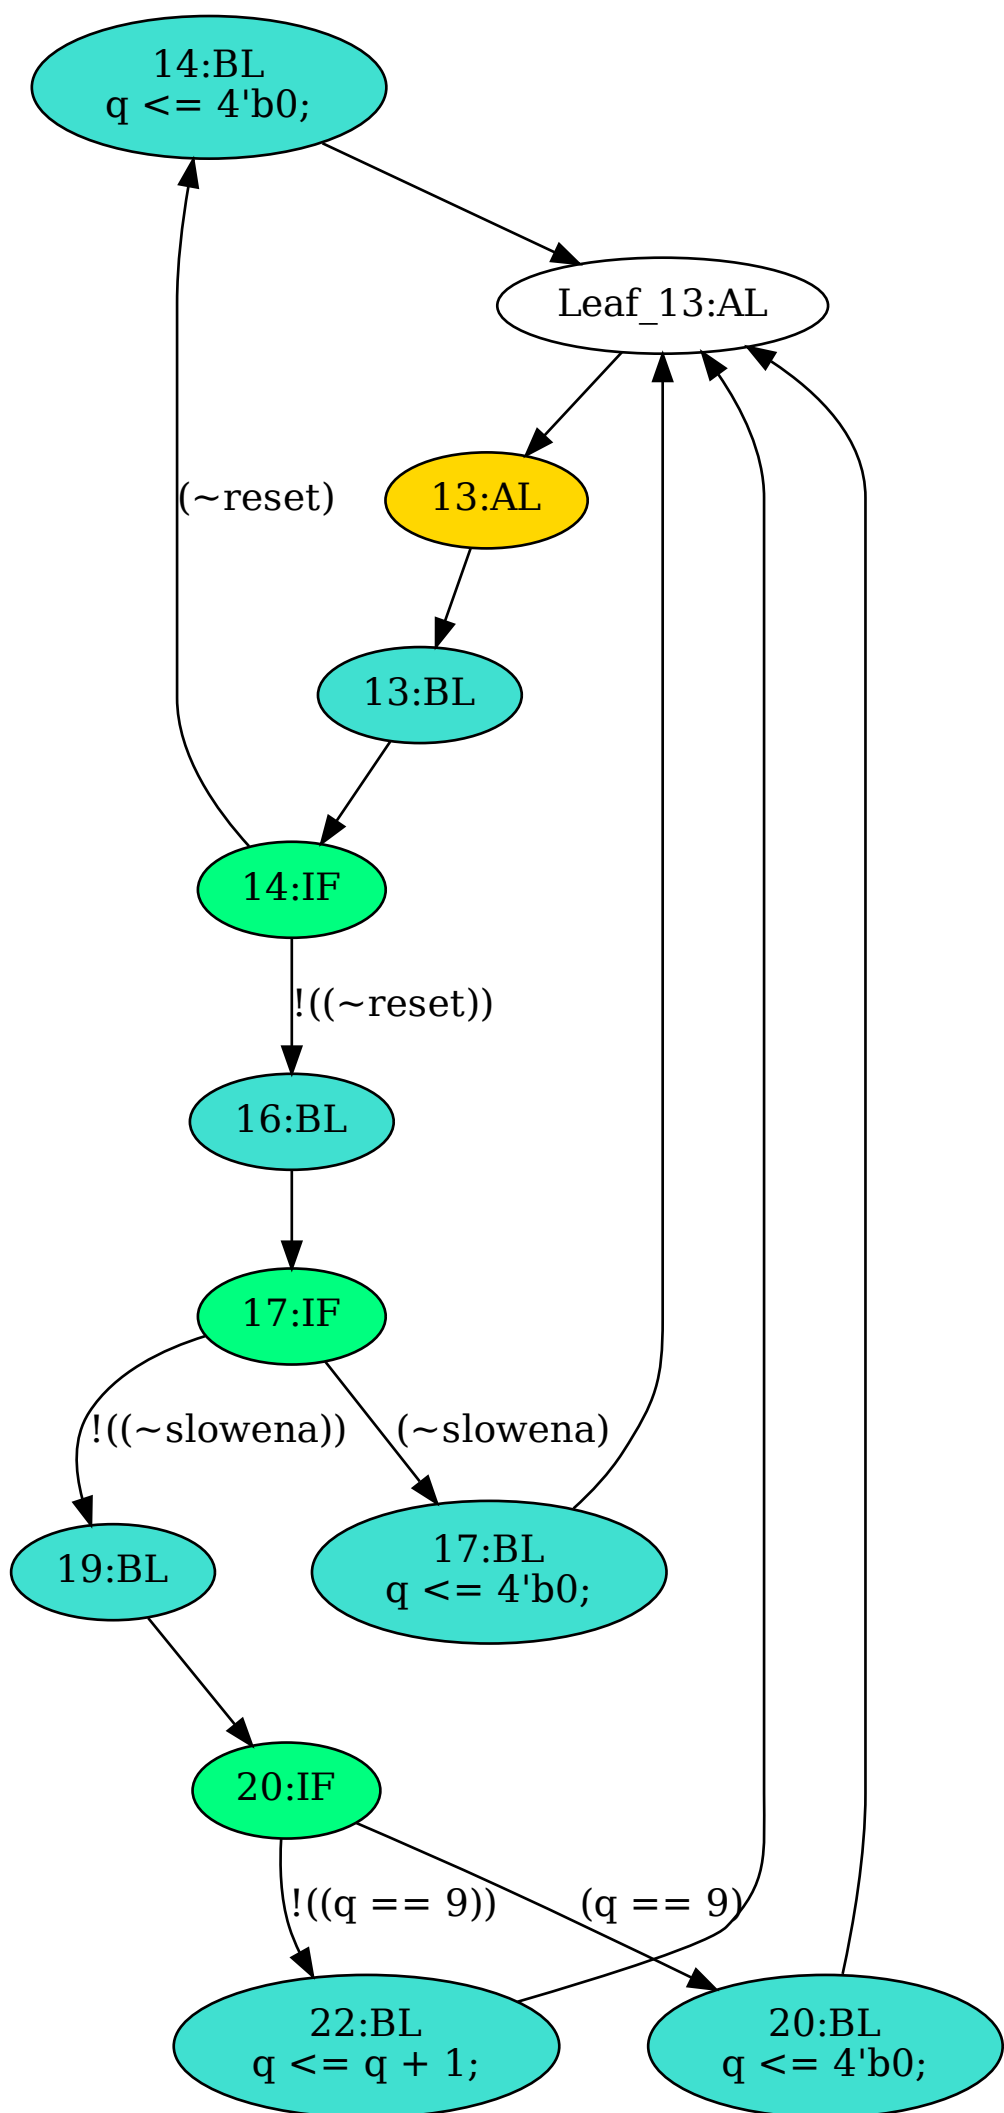 14:BL
q <= 4'b0;
Leaf_13:AL
(~reset)
13:AL
13:BL
14:IF
!((~reset))
16:BL
17:IF
!((~slowena))
(~slowena)
17:BL
q <= 4'b0;
19:BL
20:IF
!((q == 9))
(q == 9)
22:BL
q <= q + 1;
20:BL
q <= 4'b0;